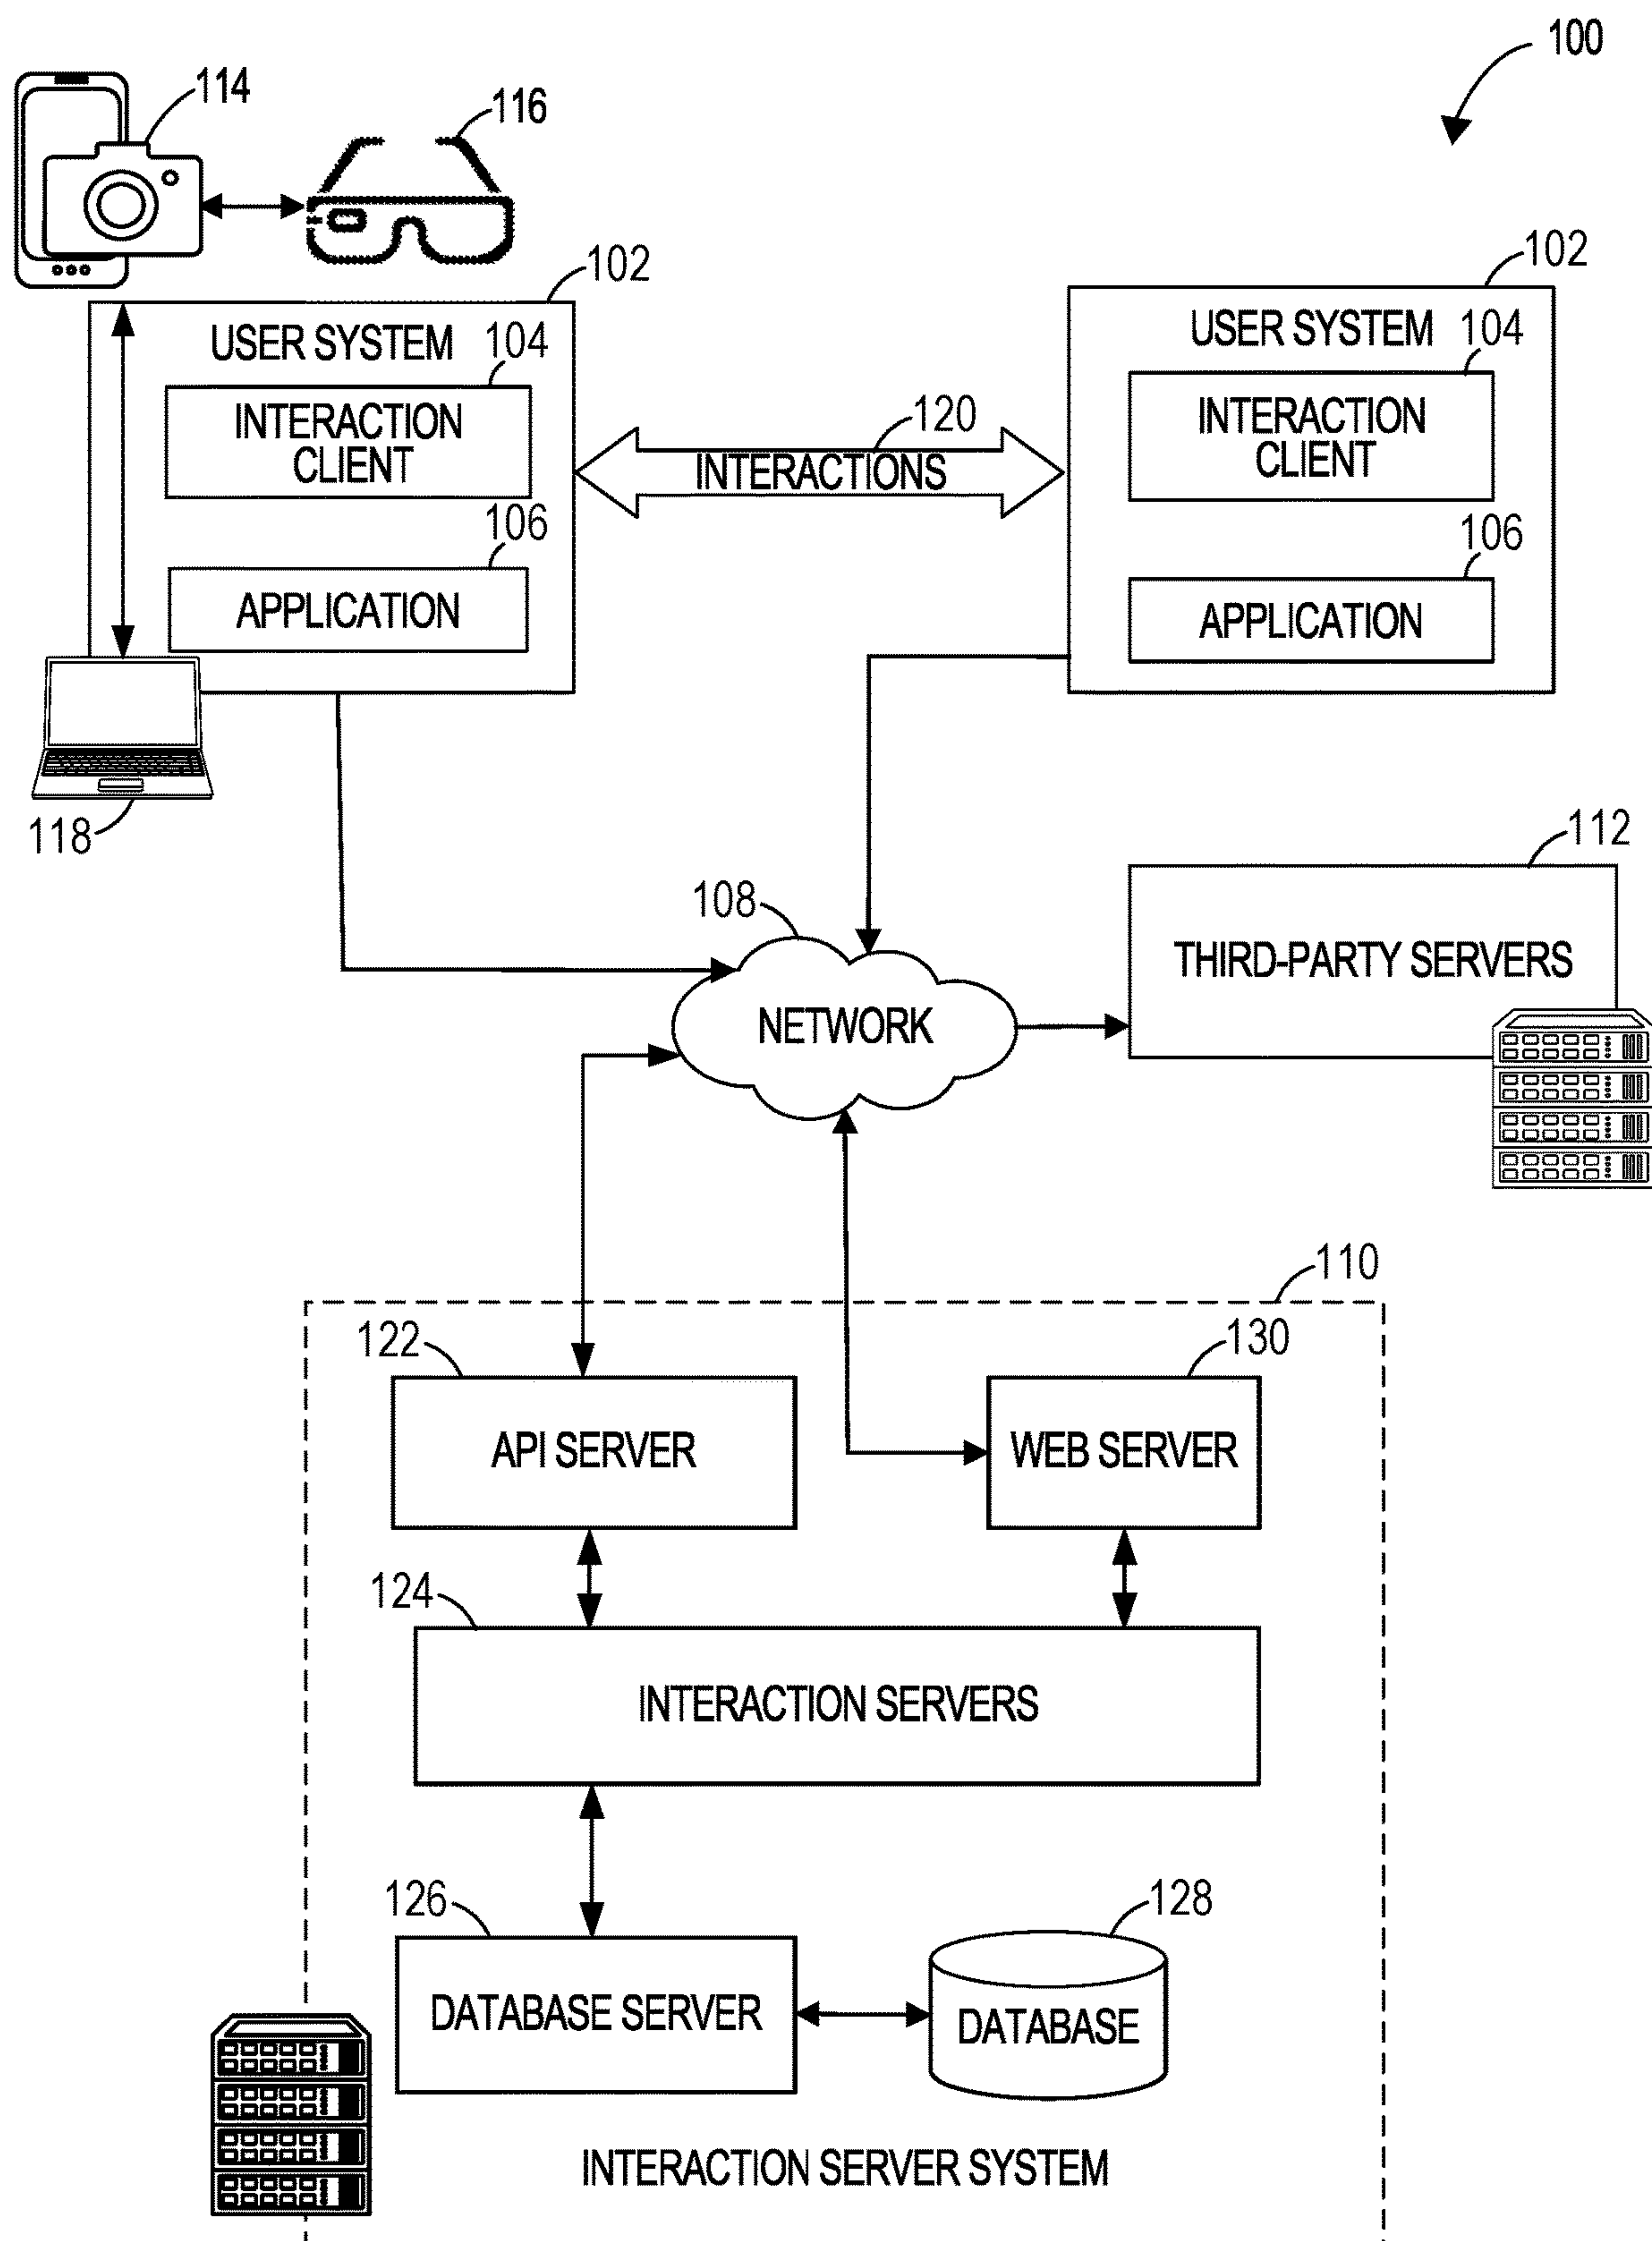 100
114
116
102
USER SYSTEM
104
INTERACTION
CLIENT
106
APPLICATION
118
120
INTERACTIONS
102
USER SYSTEM
104
INTERACTION
CLIENT
106
APPLICATION
108
NETWORK
112
THIRD-PARTY SERVERS
110
122
API SERVER
130
WEB SERVER
124
INTERACTION SERVERS
126
DATABASE SERVER
128
DATABASE
INTERACTION SERVER SYSTEM